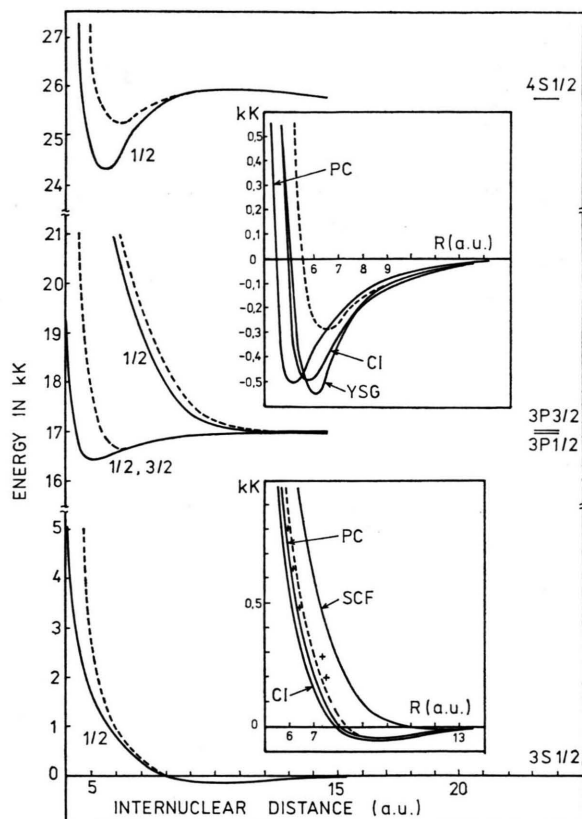 27
26
25
24
4S1/2
1/2
kK
0,5
0,4
0,3
0,2
0,1
0
-0,1
-0,2
-0,3
-0,4
-0,5
PC
R(a.u.)
6 7 8 9
CI
YSG
21
20
19
18
17
16
1/2
1/2, 3/2
3P3/2
3P1/2
ENERGY IN kK
5
4
3
2
1
0
1/2
kK
0,5
0
PC
SCF
CI
R(a.u.)
6 7 13
3S1/2
5 15 20
INTERNUCLEAR DISTANCE (a.u.)